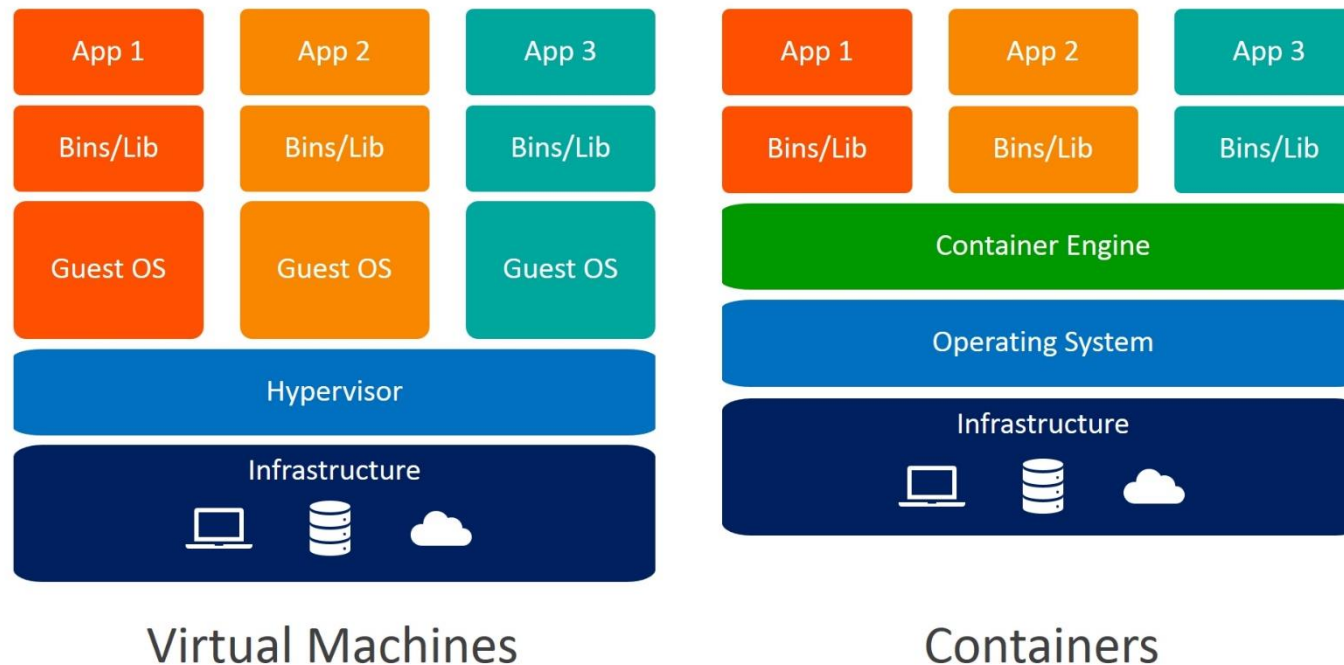 App 1
App 2
App 3
Bins/Lib
Bins/Lib
Bins/Lib
Guest OS
Guest OS
Guest OS
Hypervisor
Infrastructure
Virtual Machines
App 1
App 2
App 3
Bins/Lib
Bins/Lib
Bins/Lib
Container Engine
Operating System
Infrastructure
Containers